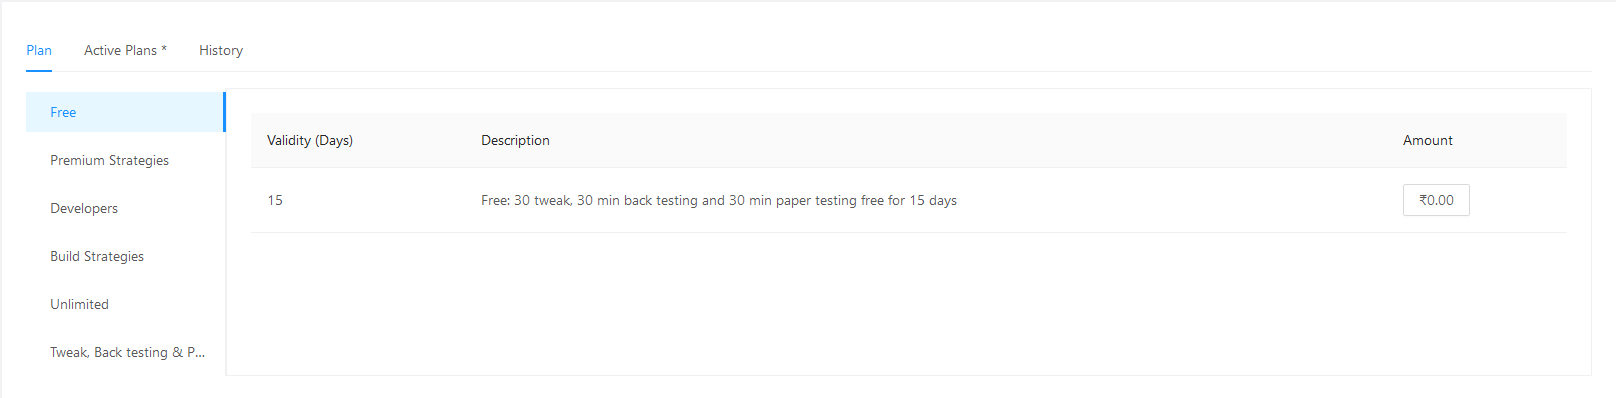 Plan Active Plans * History
Free
Premium Strategies
Developers
Build Strategies
Unlimited
Tweak, Back testing & P...
Validity (Days) Description Amount
15 Free: 30 tweak, 30 min back testing and 30 min paper testing free for 15 days ₹0.00